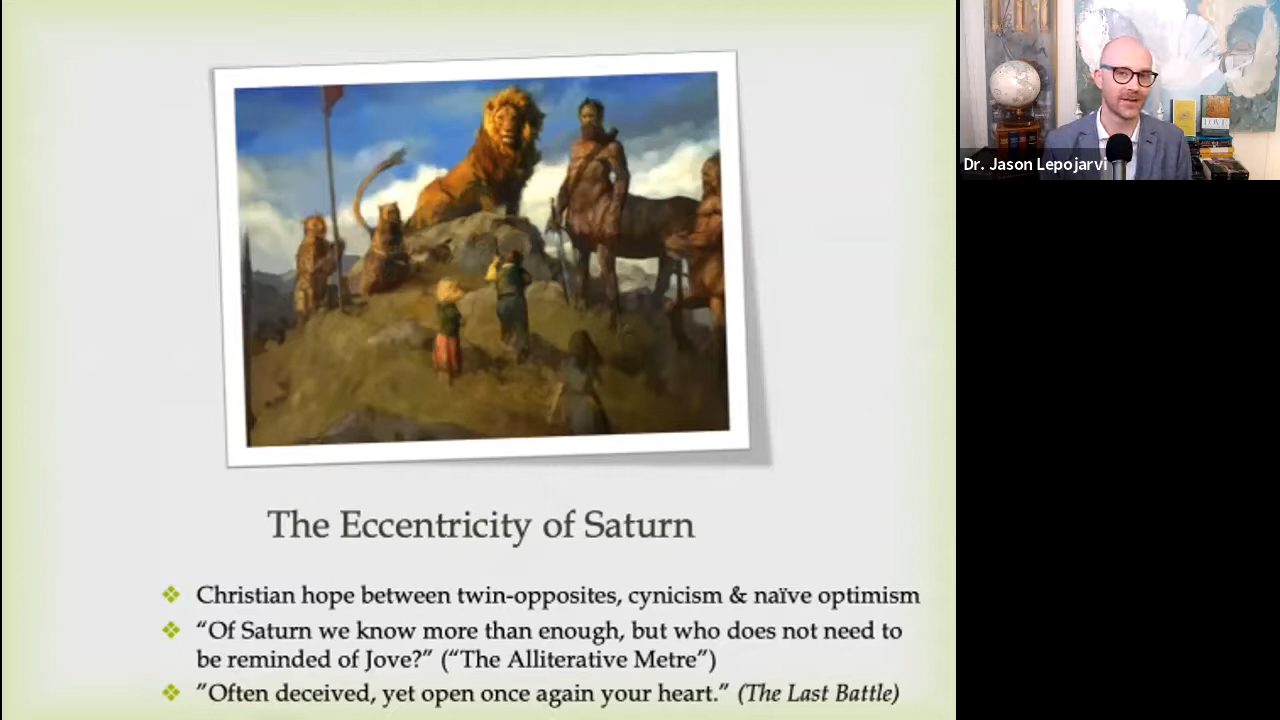 The Eccentricity of Saturn
Christian hope between twin-opposites, cynicism & naïve optimism
“Of Saturn we know more than enough, but who does not need to
be reminded of Jove?” (“The Alliterative Metre”)
”Often deceived, yet open once again your heart.” (The Last Battle)
Dr. Jason Lepojarvi
LOVE